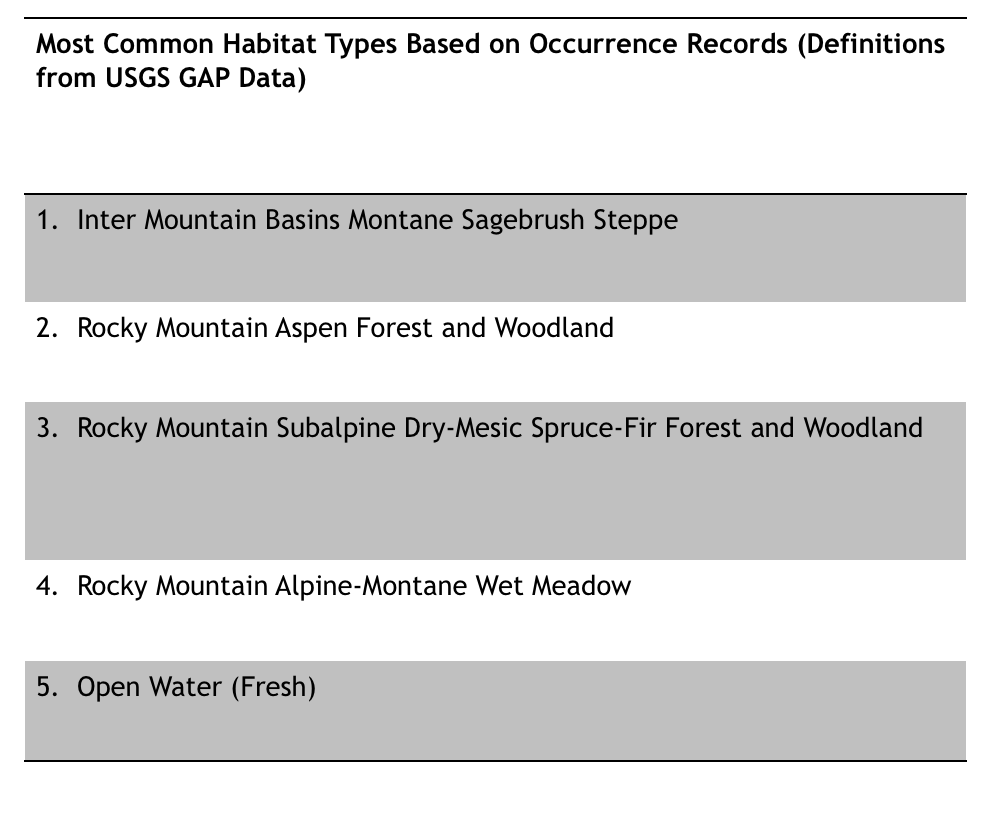 Most Common Habitat Types Based on Occurrence Records (Definitions
from USGS GAP Data)
1. Inter Mountain Basins Montane Sagebrush Steppe
2. Rocky Mountain Aspen Forest and Woodland
3. Rocky Mountain Subalpine Dry-Mesic Spruce-Fir Forest and Woodland
4. Rocky Mountain Alpine-Montane Wet Meadow
5. Open Water (Fresh)